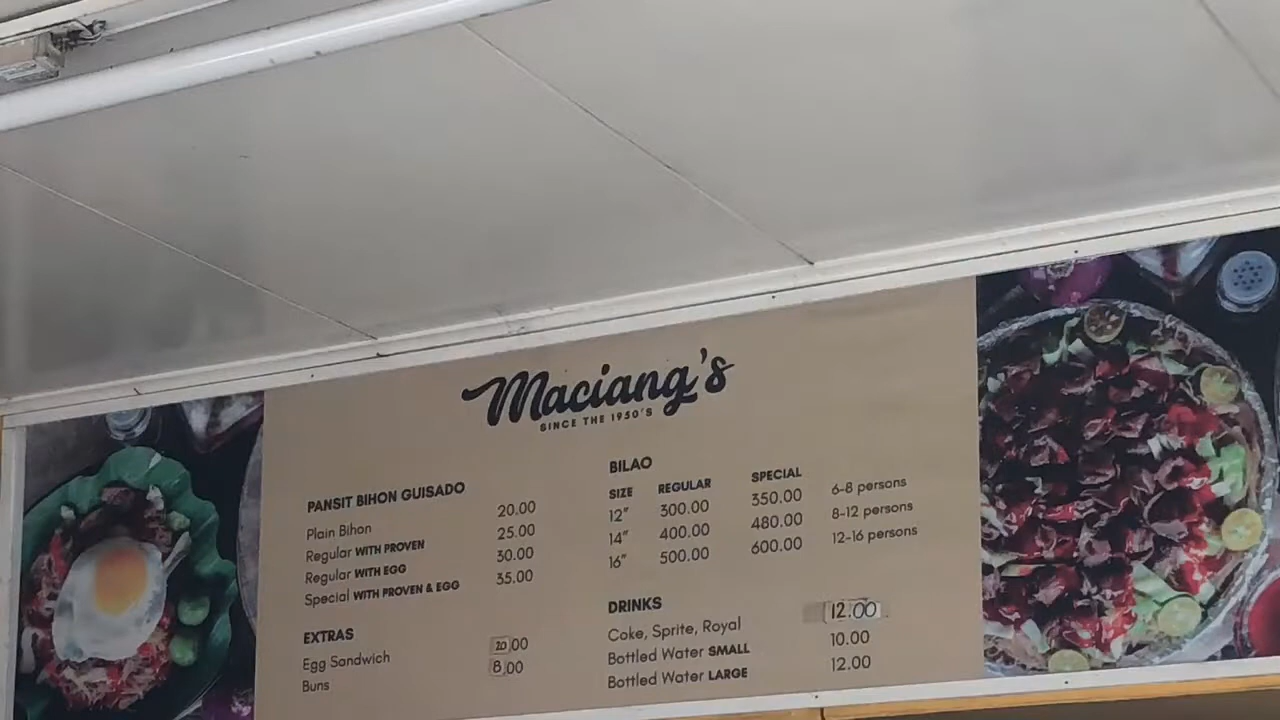 Maciang's
SINCE THE 1950'S
PANSIT BIHON GUISADO
Plain Bihon 20.00
Regular WITH PROVEN 25.00
Regular WITH EGG 30.00
Special WITH PROVEN & EGG 35.00
EXTRAS
Egg Sandwich 20.00
Buns 8.00
BILAO
SIZE REGULAR SPECIAL
12" 300.00 350.00 6-8 persons
14" 400.00 480.00 8-12 persons
16" 500.00 600.00 12-16 persons
DRINKS
Coke, Sprite, Royal 12.00
Bottled Water SMALL 10.00
Bottled Water LARGE 12.00